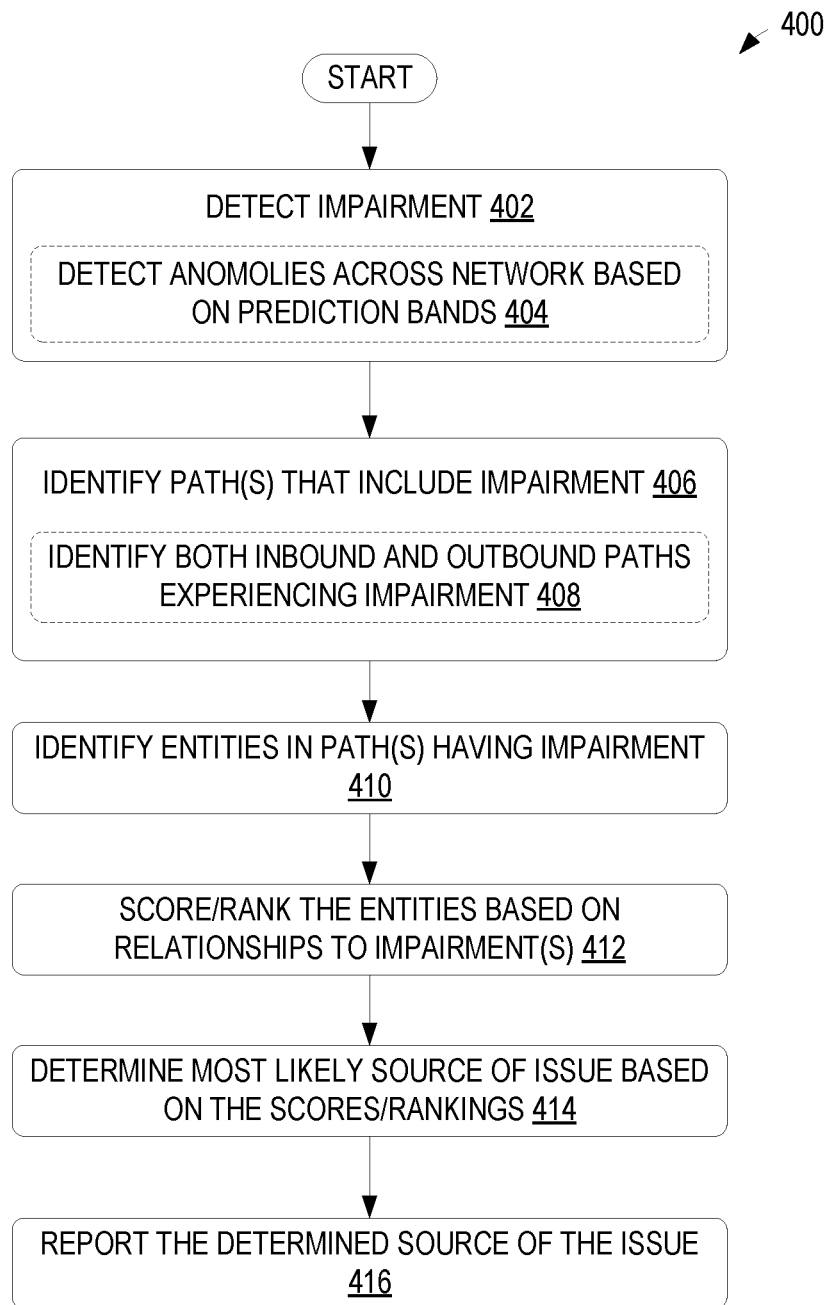 400
START
DETECT IMPAIRMENT 402
DETECT ANOMOLIES ACROSS NETWORK BASED
ON PREDICTION BANDS 404
IDENTIFY PATH(S) THAT INCLUDE IMPAIRMENT 406
IDENTIFY BOTH INBOUND AND OUTBOUND PATHS
EXPERIENCING IMPAIRMENT 408
IDENTIFY ENTITIES IN PATH(S) HAVING IMPAIRMENT
410
SCORE/RANK THE ENTITIES BASED ON
RELATIONSHIPS TO IMPAIRMENT(S) 412
DETERMINE MOST LIKELY SOURCE OF ISSUE BASED
ON THE SCORES/RANKINGS 414
REPORT THE DETERMINED SOURCE OF THE ISSUE
416